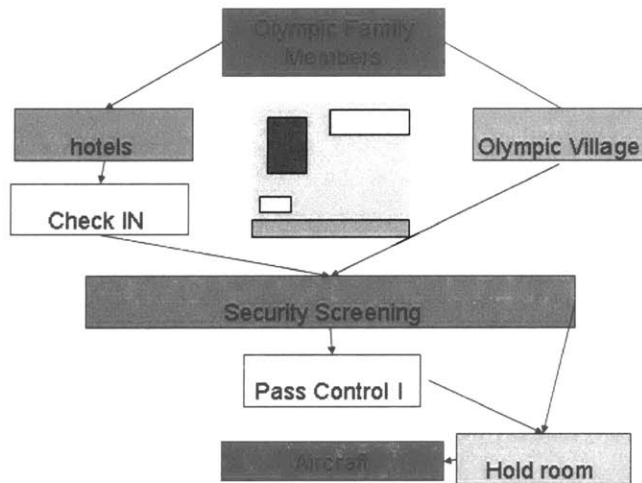 Olympic Family
Members
hotels
Olympic Village
Check IN
Security Screening
Pass Control I
Aircraft
Hold room